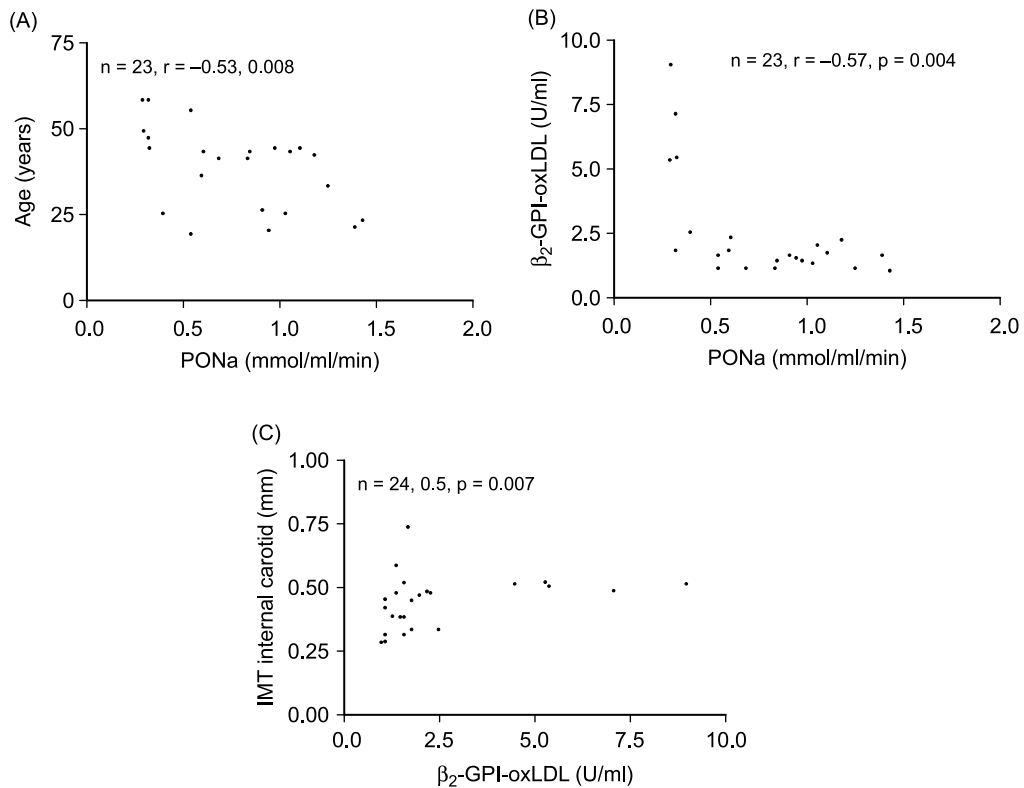 (A)
75
50
25
0
Age (years)
n = 23, r = –0.53, 0.008
0.0 0.5 1.0 1.5 2.0
PONa (mmol/ml/min)
(B)
10.0
7.5
5.0
2.5
0.0
β₂-GPI-oxLDL (U/ml)
n = 23, r = –0.57, p = 0.004
0.0 0.5 1.0 1.5 2.0
PONa (mmol/ml/min)
(C)
1.00
0.75
0.50
0.25
0.00
IMT internal carotid (mm)
n = 24, 0.5, p = 0.007
0.0 2.5 5.0 7.5 10.0
β₂-GPI-oxLDL (U/ml)